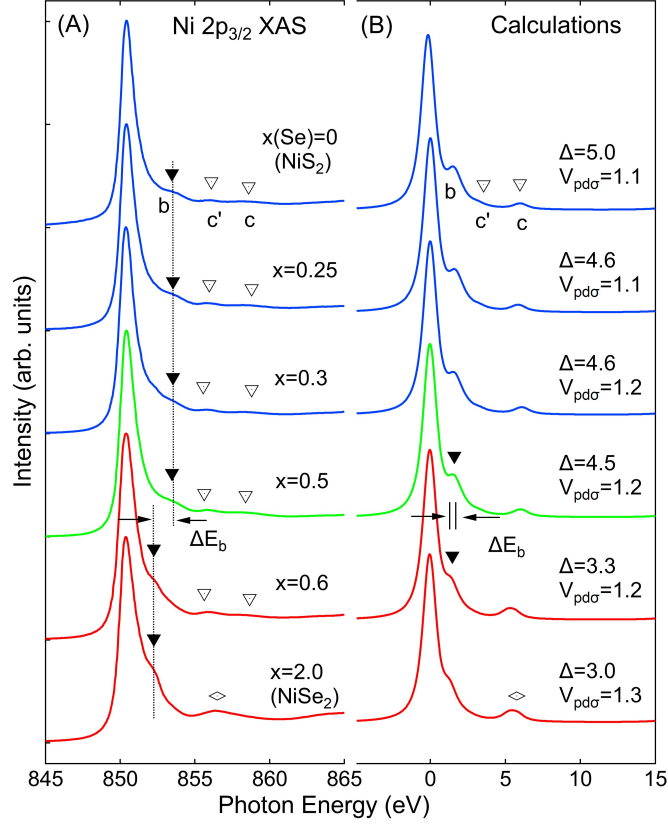 (A) Ni 2p3/2 XAS
(B) Calculations
x(Se)=0
(NiS2)
b
c'
c
x=0.25
x=0.3
x=0.5
ΔEb
x=0.6
x=2.0
(NiSe2)
b
c'
c
Δ=5.0
Vpdσ=1.1
Δ=4.6
Vpdσ=1.1
Δ=4.6
Vpdσ=1.2
Δ=4.5
Vpdσ=1.2
ΔEb
Δ=3.3
Vpdσ=1.2
Δ=3.0
Vpdσ=1.3
Intensity (arb. units)
845 850 855 860 865
0 5 10 15
Photon Energy (eV)